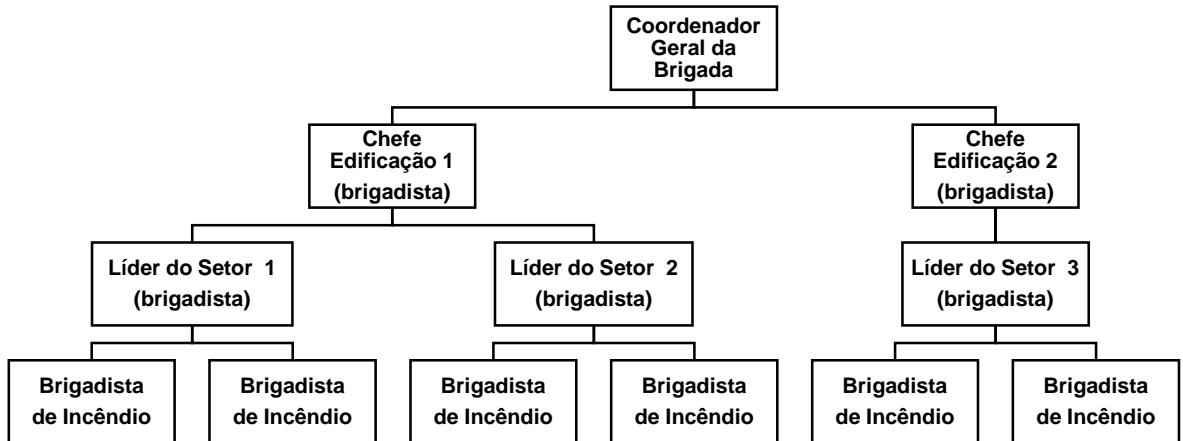 Coordenador
Geral da
Brigada
Chefe
Edificação 1
(brigadista)
Chefe
Edificação 2
(brigadista)
Líder do Setor 1
(brigadista)
Líder do Setor 2
(brigadista)
Líder do Setor 3
(brigadista)
Brigadista
de Incêndio
Brigadista
de Incêndio
Brigadista
de Incêndio
Brigadista
de Incêndio
Brigadista
de Incêndio
Brigadista
de Incêndio